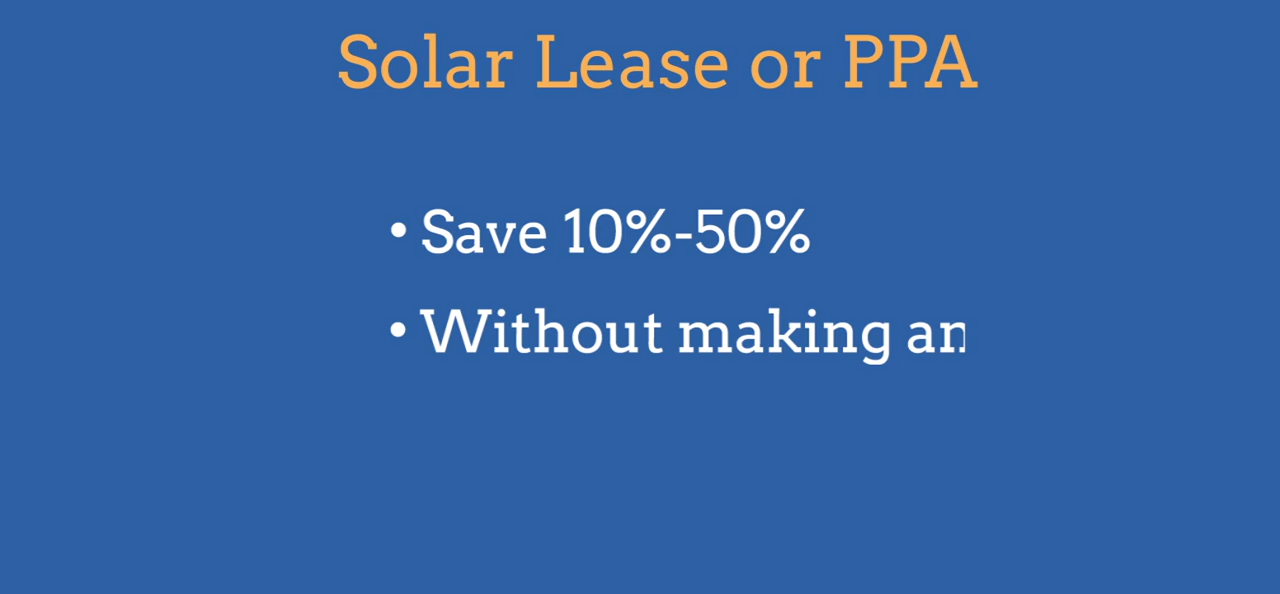 Solar Lease or PPA
• Save 10%-50%
• Without making